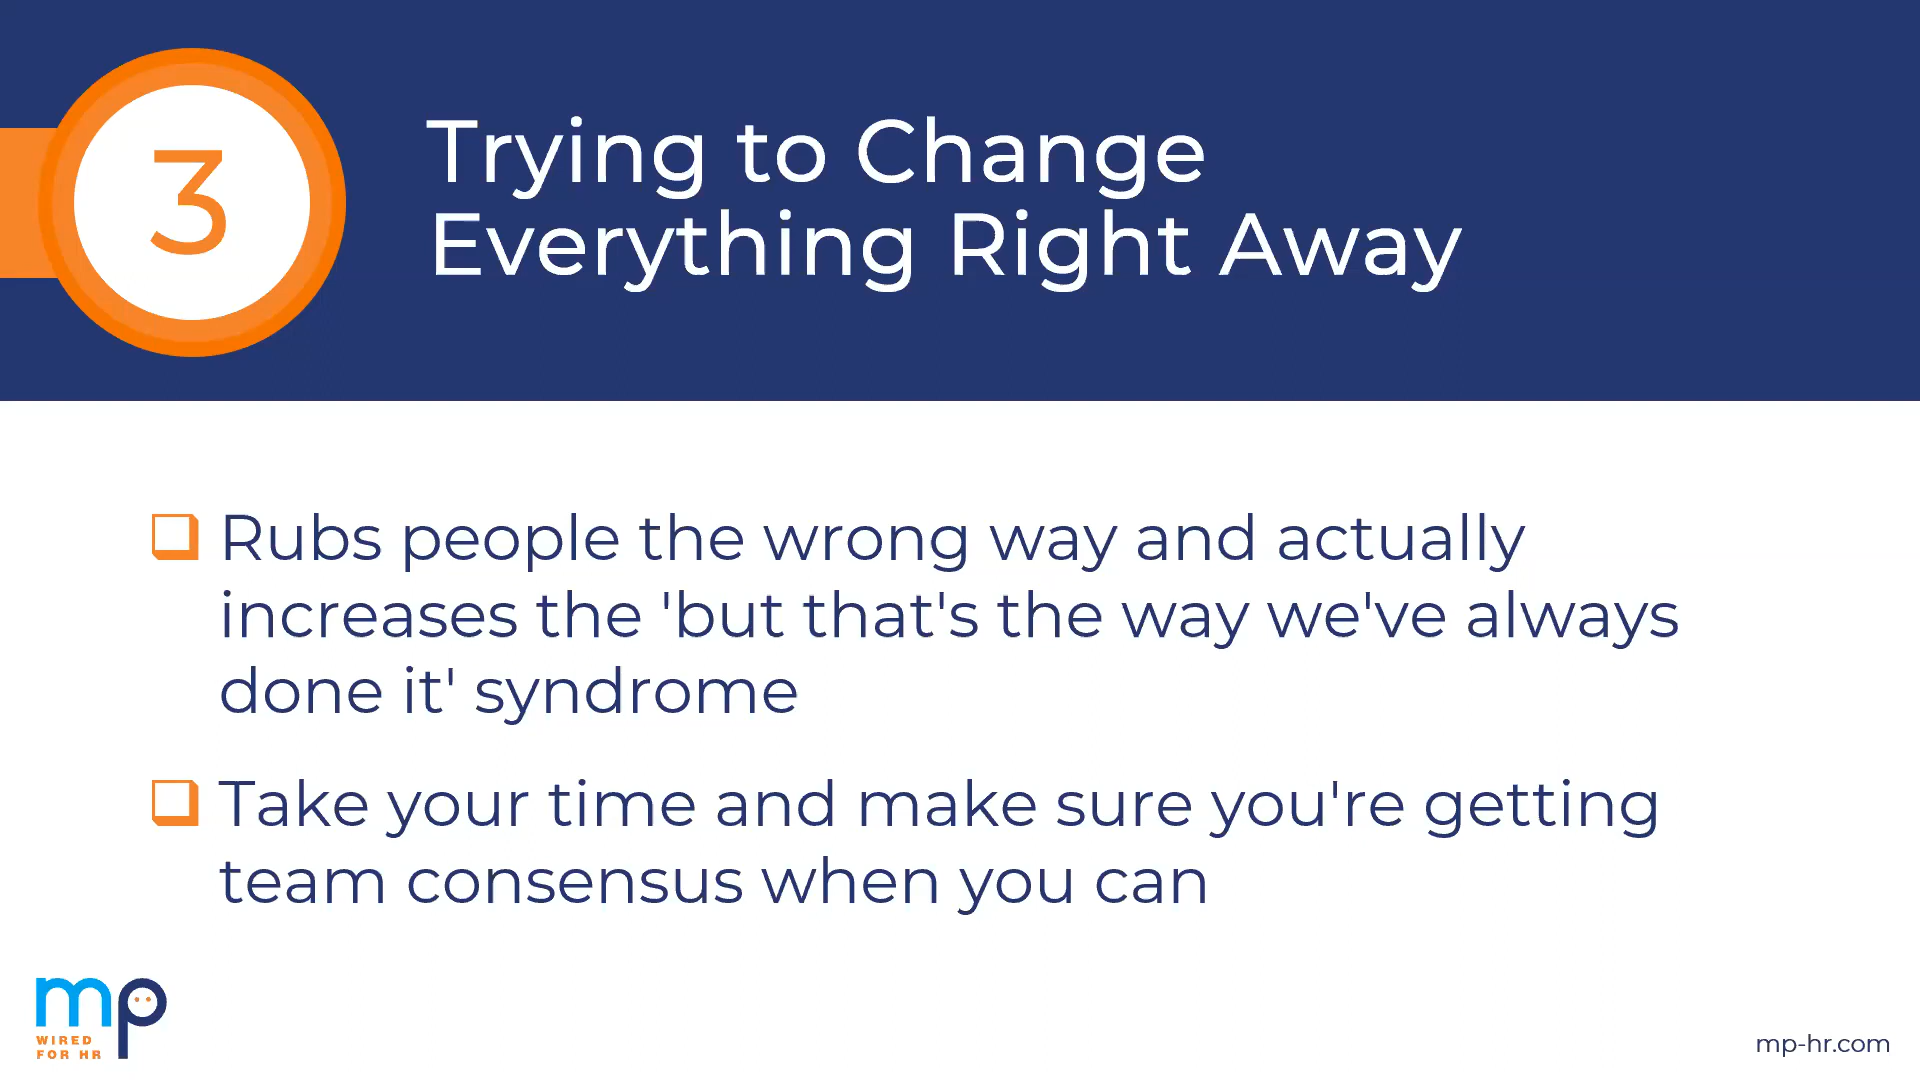 3
Trying to Change
Everything Right Away
Rubs people the wrong way and actually
increases the 'but that's the way we've always
done it' syndrome
Take your time and make sure you're getting
team consensus when you can
mp
WIRED
FOR HR
mp-hr.com